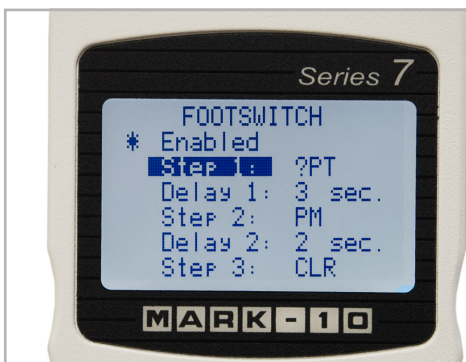 Series 7
FOOTSWITCH
* Enabled
Step 1: ?PT
Delay 1: 3 sec.
Step 2: PM
Delay 2: 2 sec.
Step 3: CLR
MARK-10